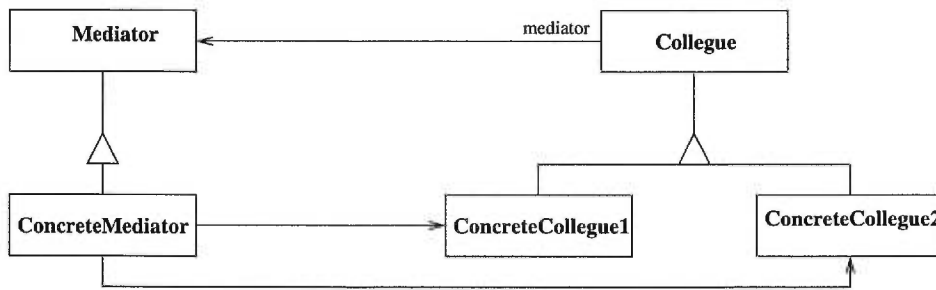 Mediator
mediator
Collegue
ConcreteMediator
ConcreteCollegue1
ConcreteCollegue2